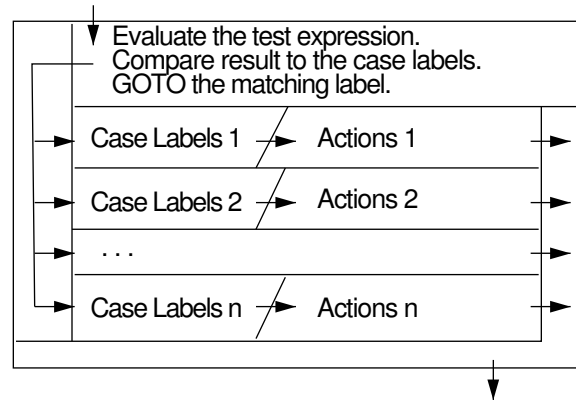 Evaluate the test expression.
Compare result to the case labels.
GOTO the matching label.
Case Labels 1 Actions 1
Case Labels 2 Actions 2
. . .
Case Labels n Actions n